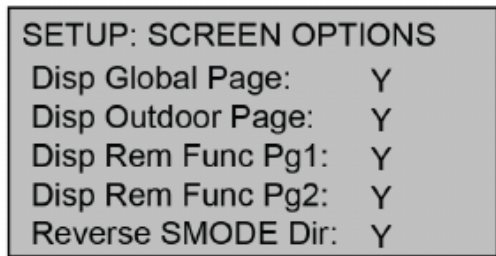 SETUP: SCREEN OPTIONS
Disp Global Page: Y
Disp Outdoor Page: Y
Disp Rem Func Pg1: Y
Disp Rem Func Pg2: Y
Reverse SMODE Dir: Y